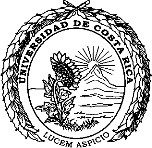 UNIVERSIDAD DE COSTA RICA
LUCEM ASPICIO